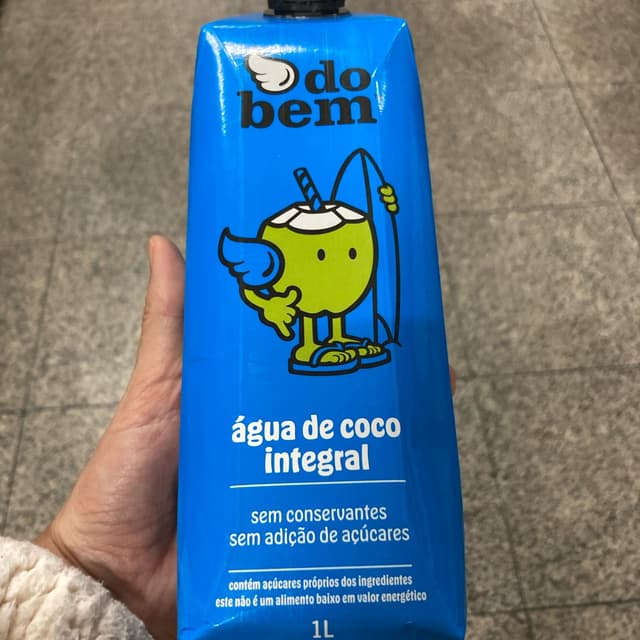 do
bem
água de coco
integral
sem conservantes
sem adição de açúcares
contém açúcares próprios dos ingredientes
este não é um alimento baixo em valor energético
1L